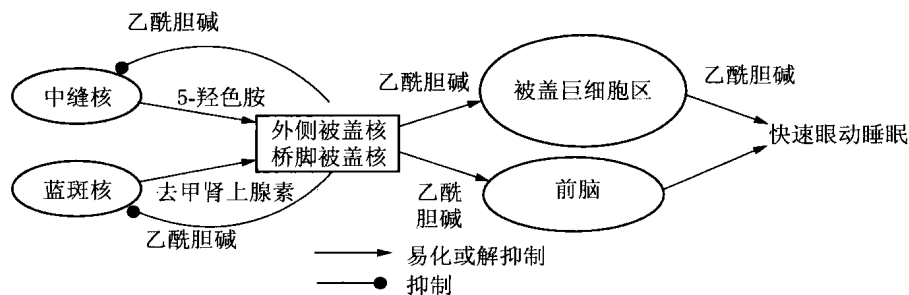 乙酰胆碱
中缝核
5-羟色胺
外侧被盖核
桥脚被盖核
蓝斑核
去甲肾上腺素
乙酰胆碱
乙酰胆碱
被盖巨细胞区
乙酰胆碱
快速眼动睡眠
乙酰
胆碱
前脑
易化或解抑制
抑制